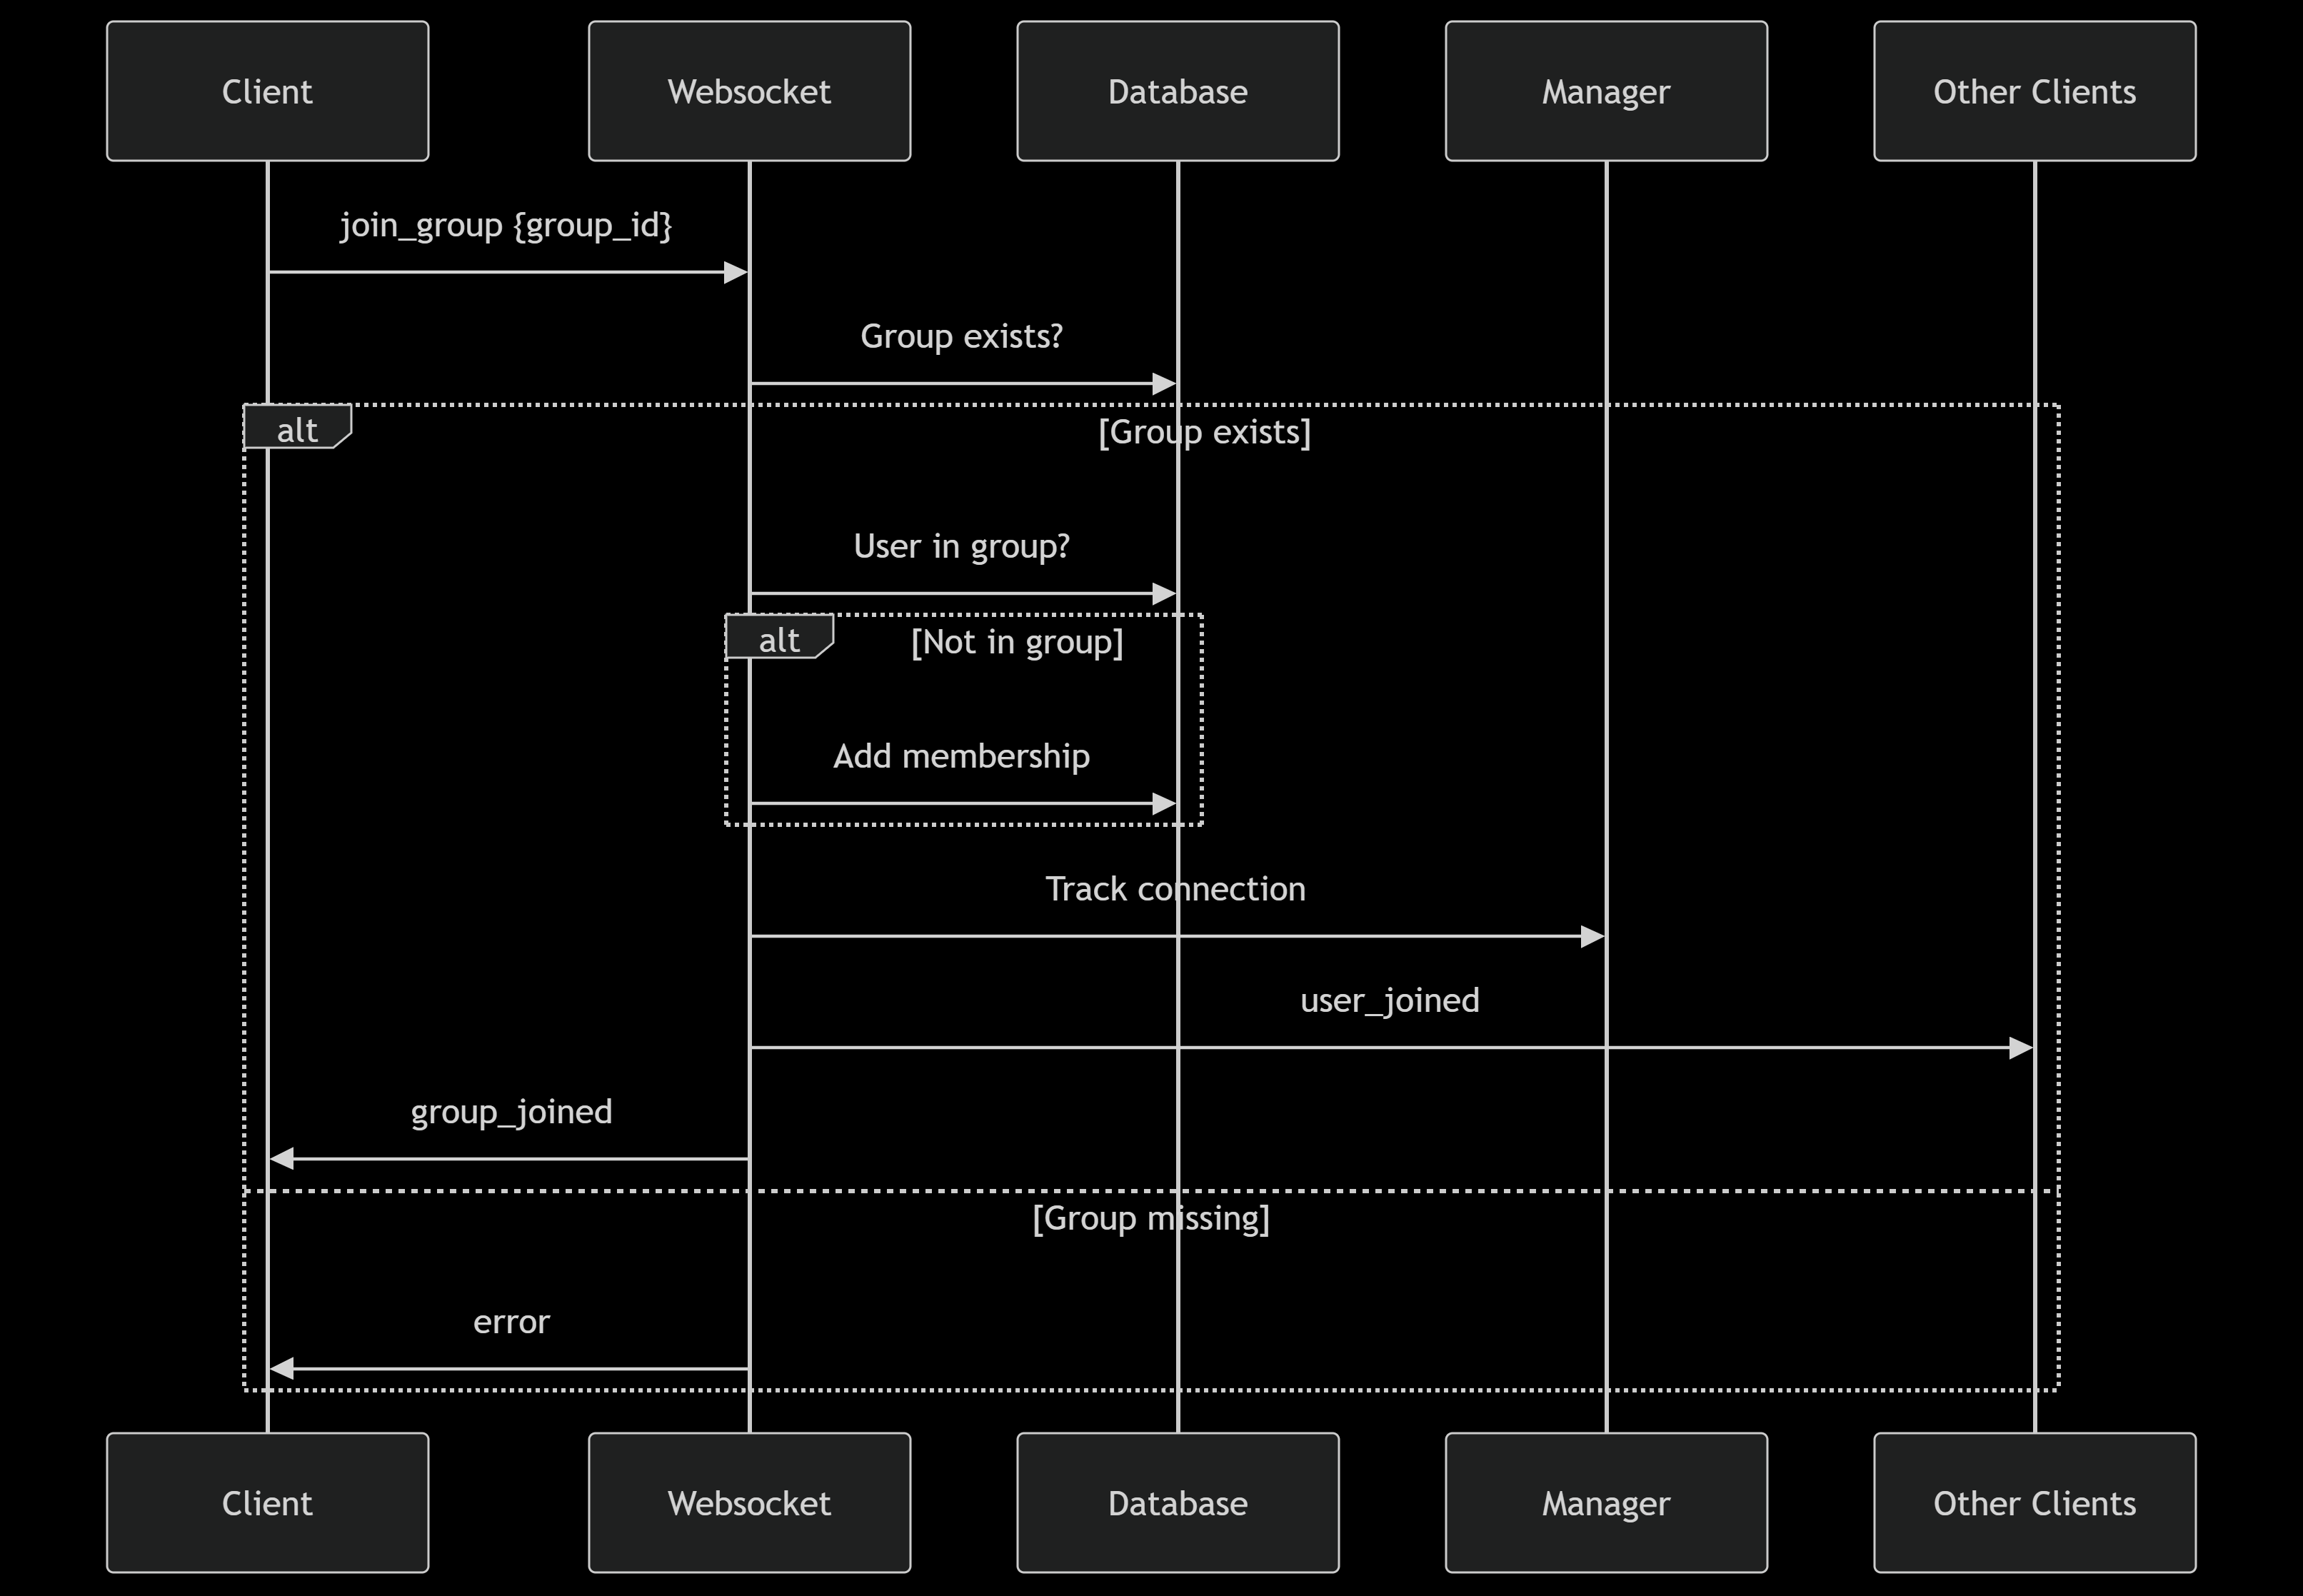 Client
Websocket
Database
Manager
Other Clients
join_group {group_id}
Group exists?
alt
[Group exists]
User in group?
alt
[Not in group]
Add membership
Track connection
user_joined
group_joined
[Group missing]
error
Client
Websocket
Database
Manager
Other Clients